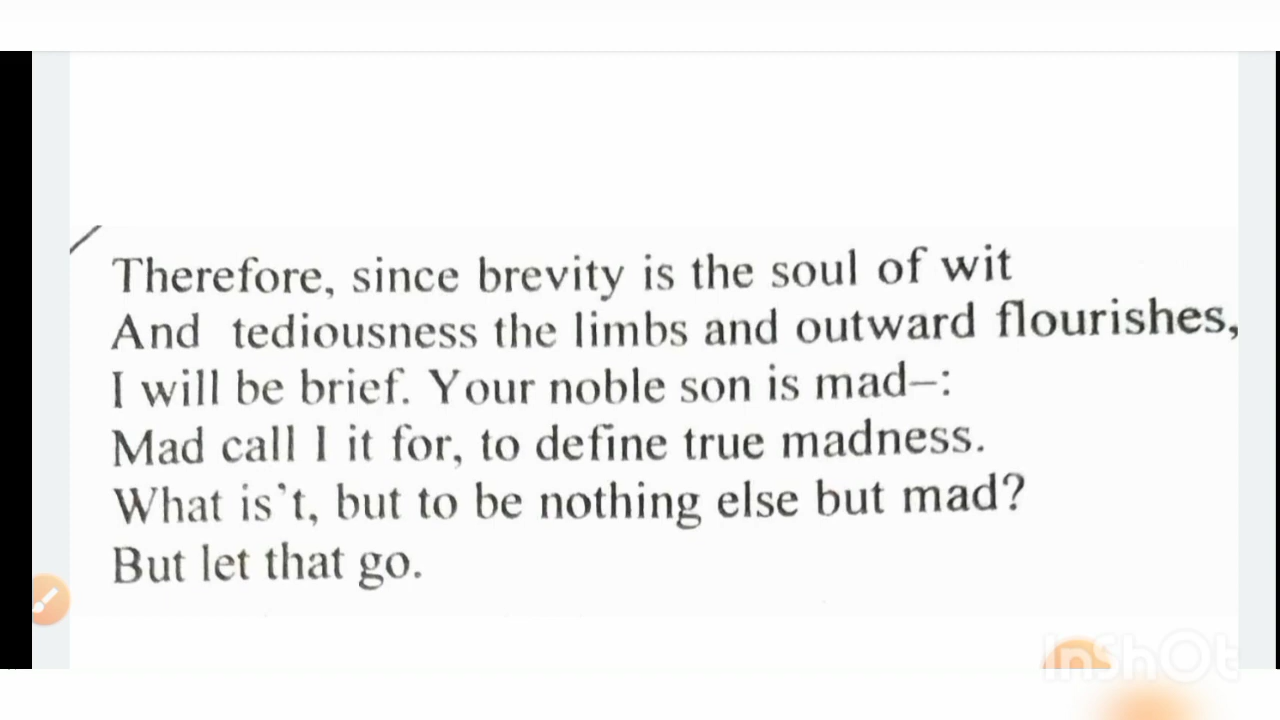 Therefore, since brevity is the soul of wit
And tediousness the limbs and outward flourishes,
I will be brief. Your noble son is mad–:
Mad call I it for, to define true madness.
What is't, but to be nothing else but mad?
But let that go.
InShOt